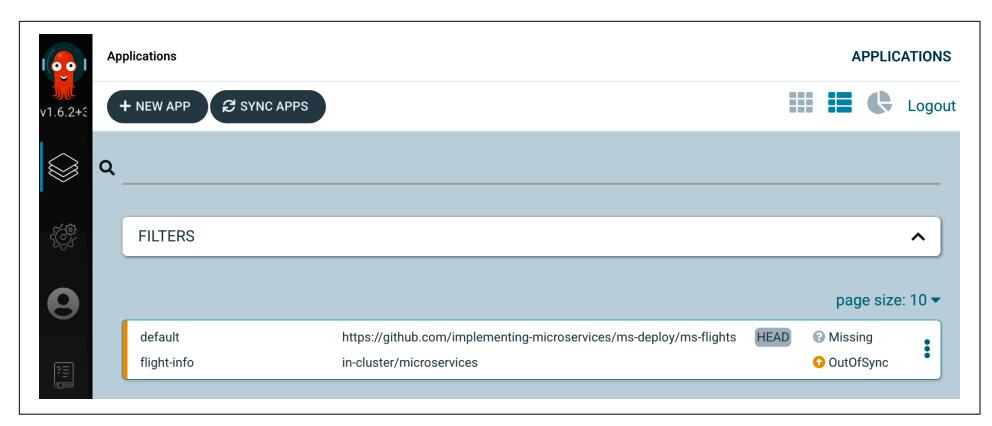 Applications
APPLICATIONS
v1.6.2+3
+ NEW APP
SYNC APPS
Logout
FILTERS
page size: 10
default https://github.com/implementing-microservices/ms-deploy/ms-flights HEAD Missing
flight-info in-cluster/microservices OutOfSync